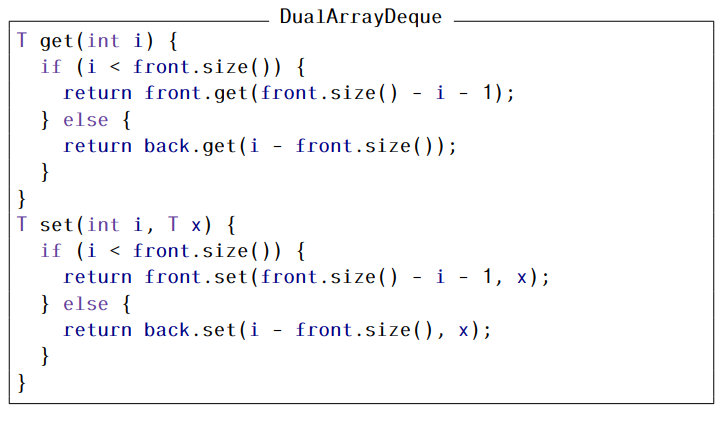 DualArrayDeque
T get(int i) {
  if (i < front.size()) {
    return front.get(front.size() - i - 1);
  } else {
    return back.get(i - front.size());
  }
}
T set(int i, T x) {
  if (i < front.size()) {
    return front.set(front.size() - i - 1, x);
  } else {
    return back.set(i - front.size(), x);
  }
}